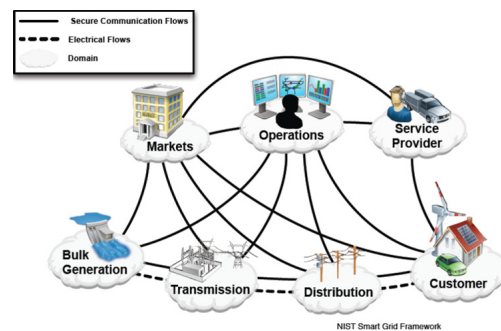 Secure Communication Flows
Electrical Flows
Domain
Markets
Operations
Service
Provider
Bulk
Generation
Transmission
Distribution
Customer
NIST Smart Grid Framework